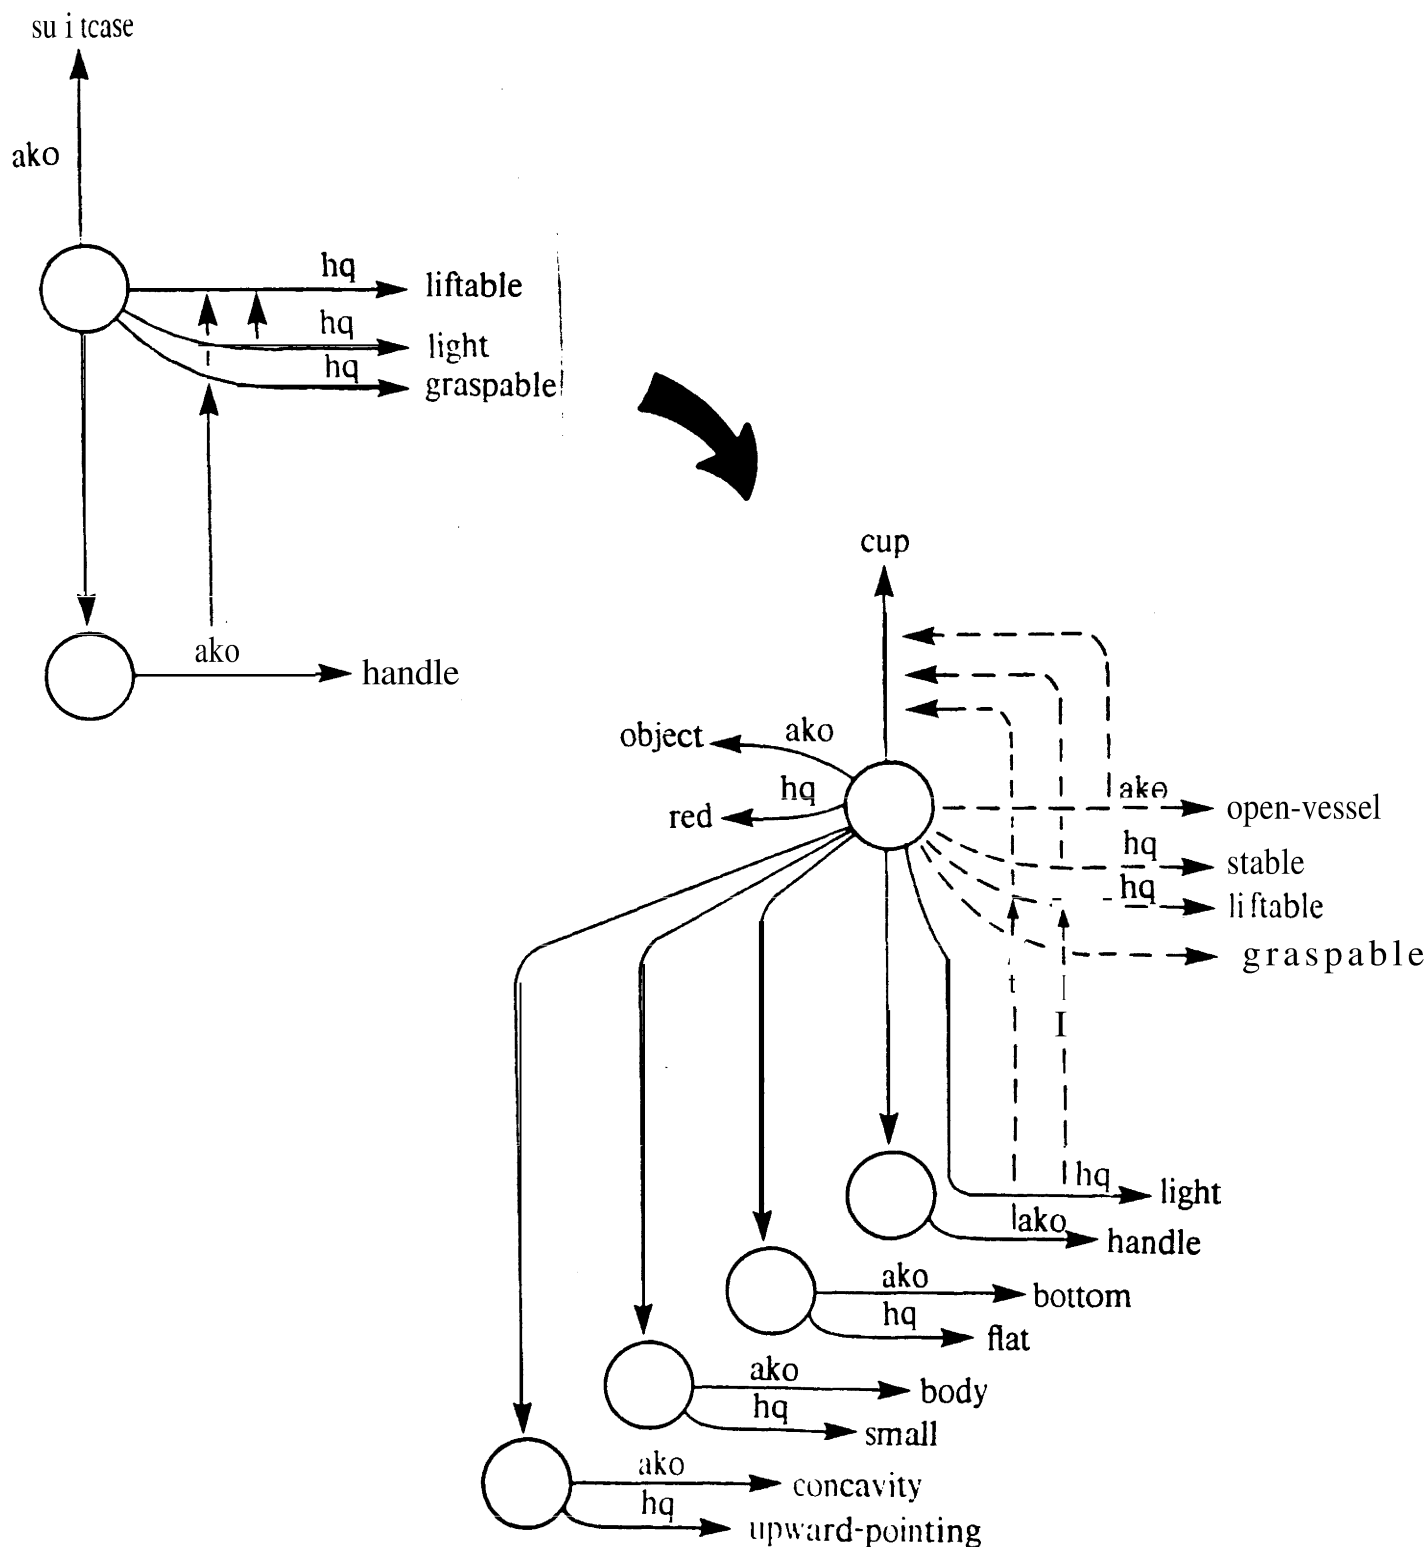 suitcase
ako
hq
liftable
hq
light
hq
graspable
ako
handle
cup
object
ako
hq
red
ako
open-vessel
hq
stable
hq
liftable
graspable
hq
light
ako
handle
ako
bottom
hq
flat
ako
body
hq
small
ako
concavity
hq
upward-pointing